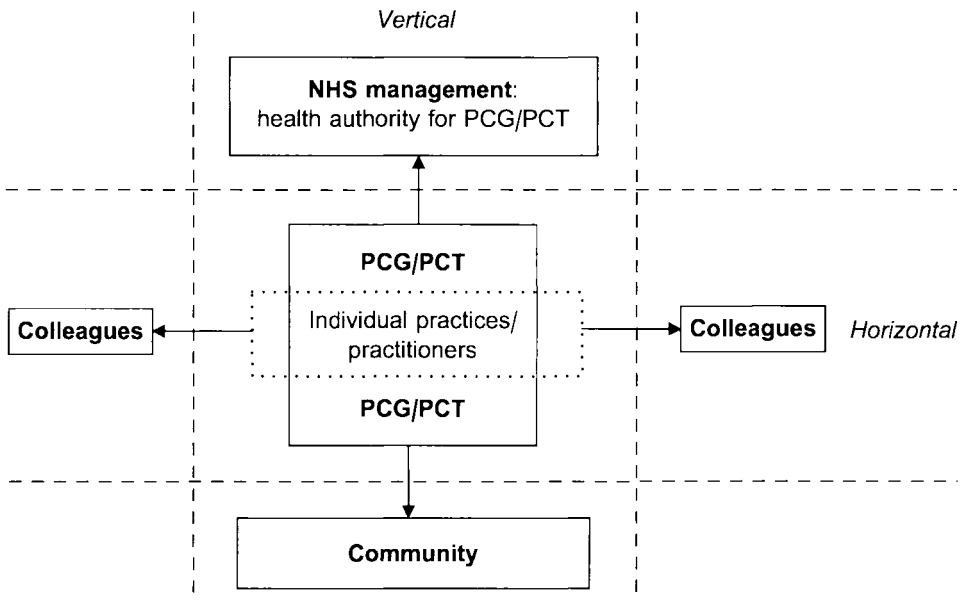 Vertical
NHS management:
health authority for PCG/PCT
PCG/PCT
Individual practices/
practitioners
Colleagues
Colleagues
Horizontal
PCG/PCT
Community